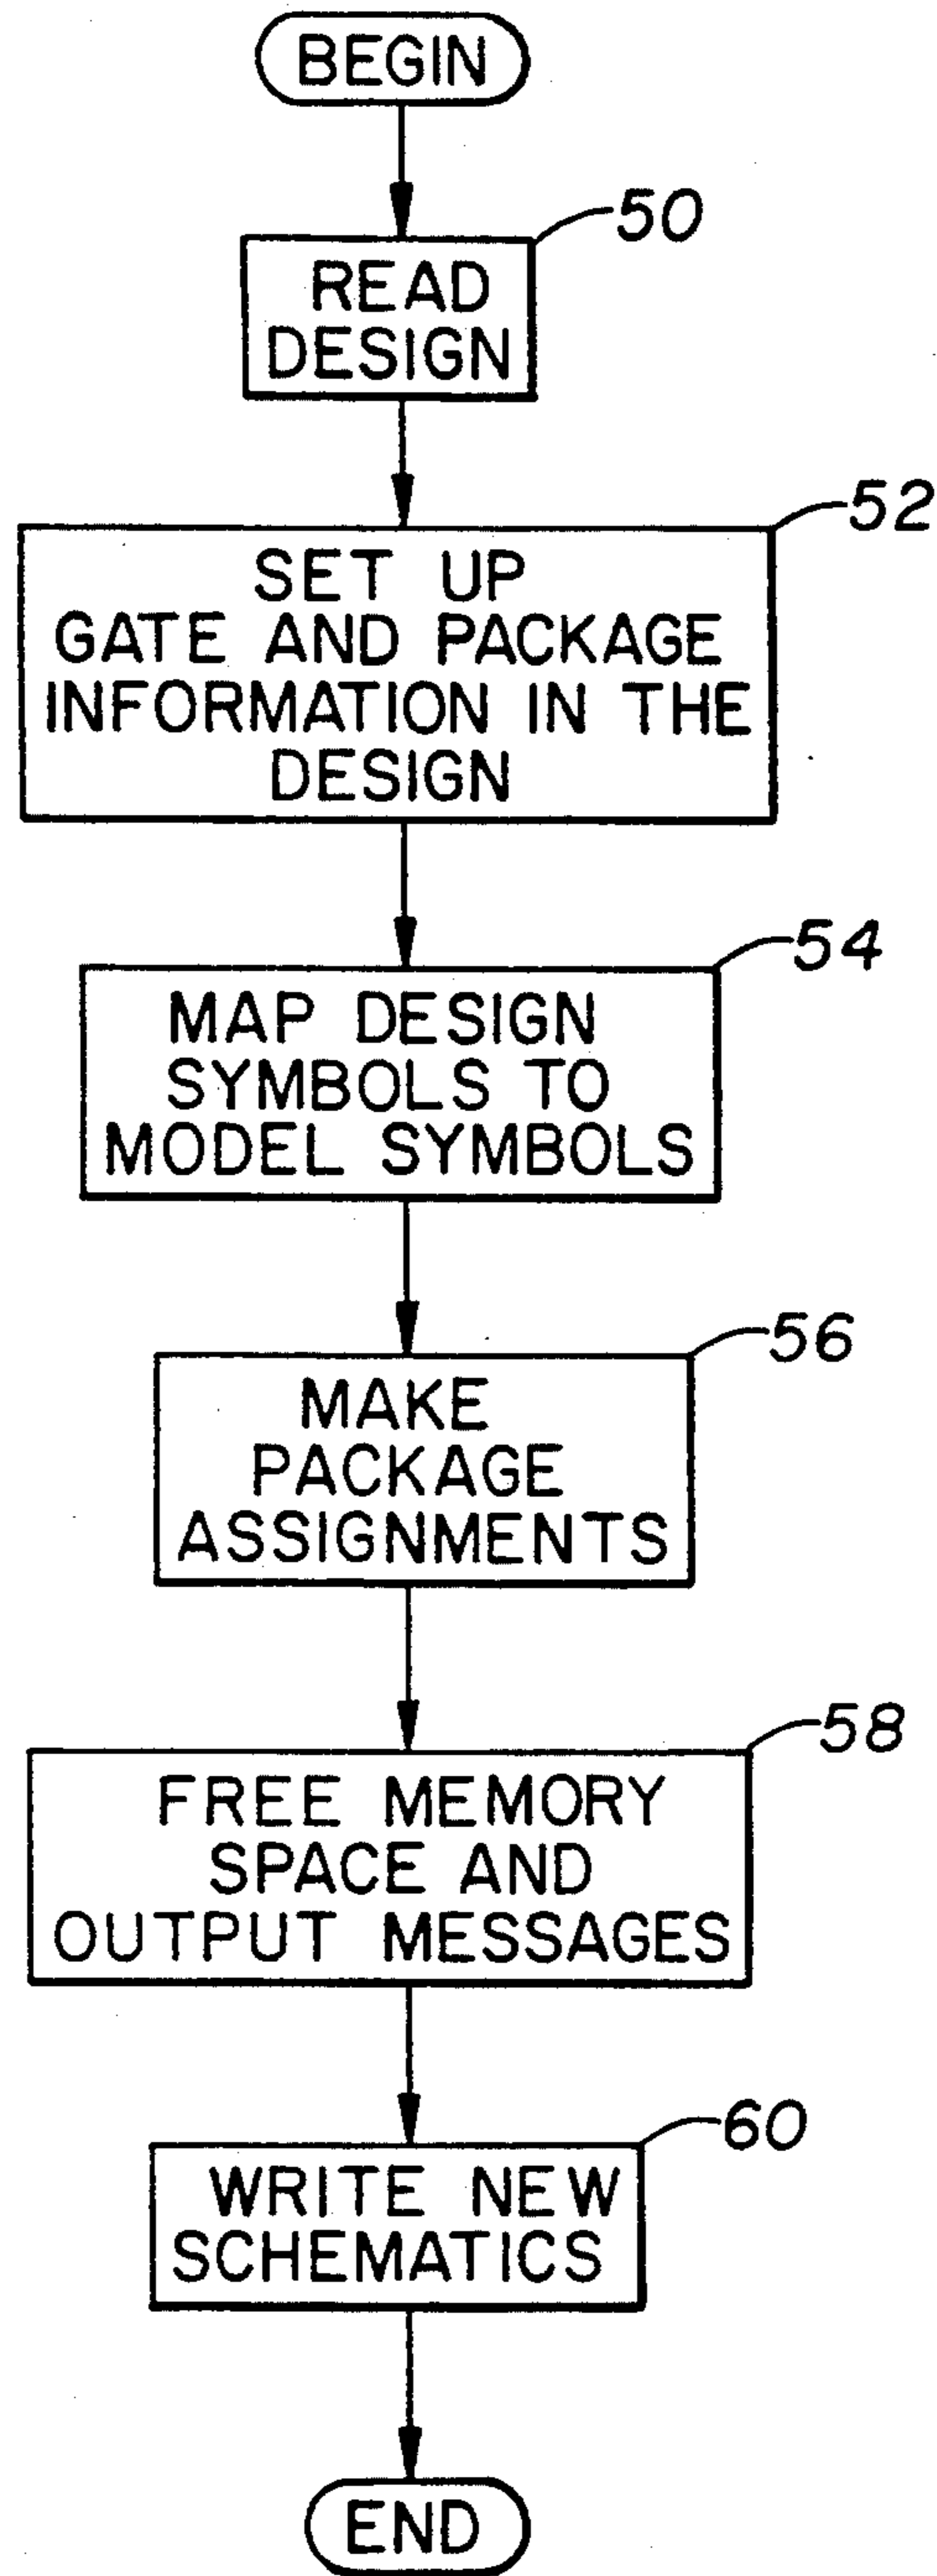 BEGIN
50
READ
DESIGN
52
SET UP
GATE AND PACKAGE
INFORMATION IN THE
DESIGN
54
MAP DESIGN
SYMBOLS TO
MODEL SYMBOLS
56
MAKE
PACKAGE
ASSIGNMENTS
58
FREE MEMORY
SPACE AND
OUTPUT MESSAGES
60
WRITE NEW
SCHEMATICS
END